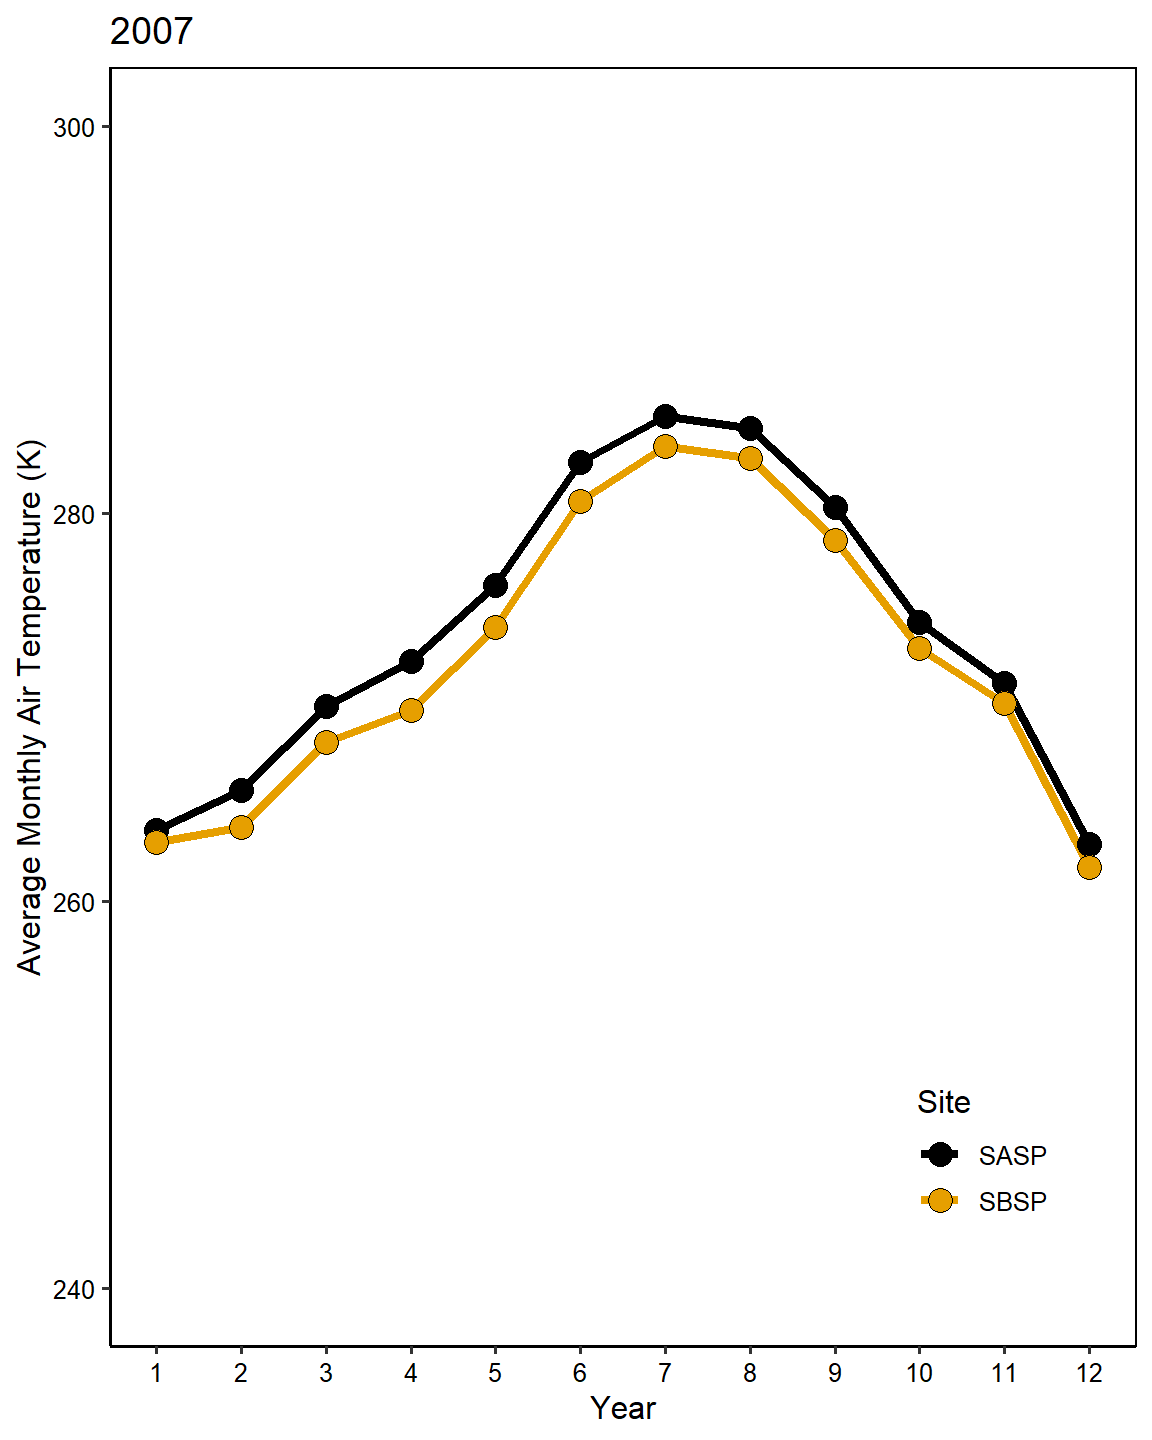 2007
Average Monthly Air Temperature (K)
300
280
260
240
Site
SASP
SBSP
1 2 3 4 5 6 7 8 9 10 11 12
Year